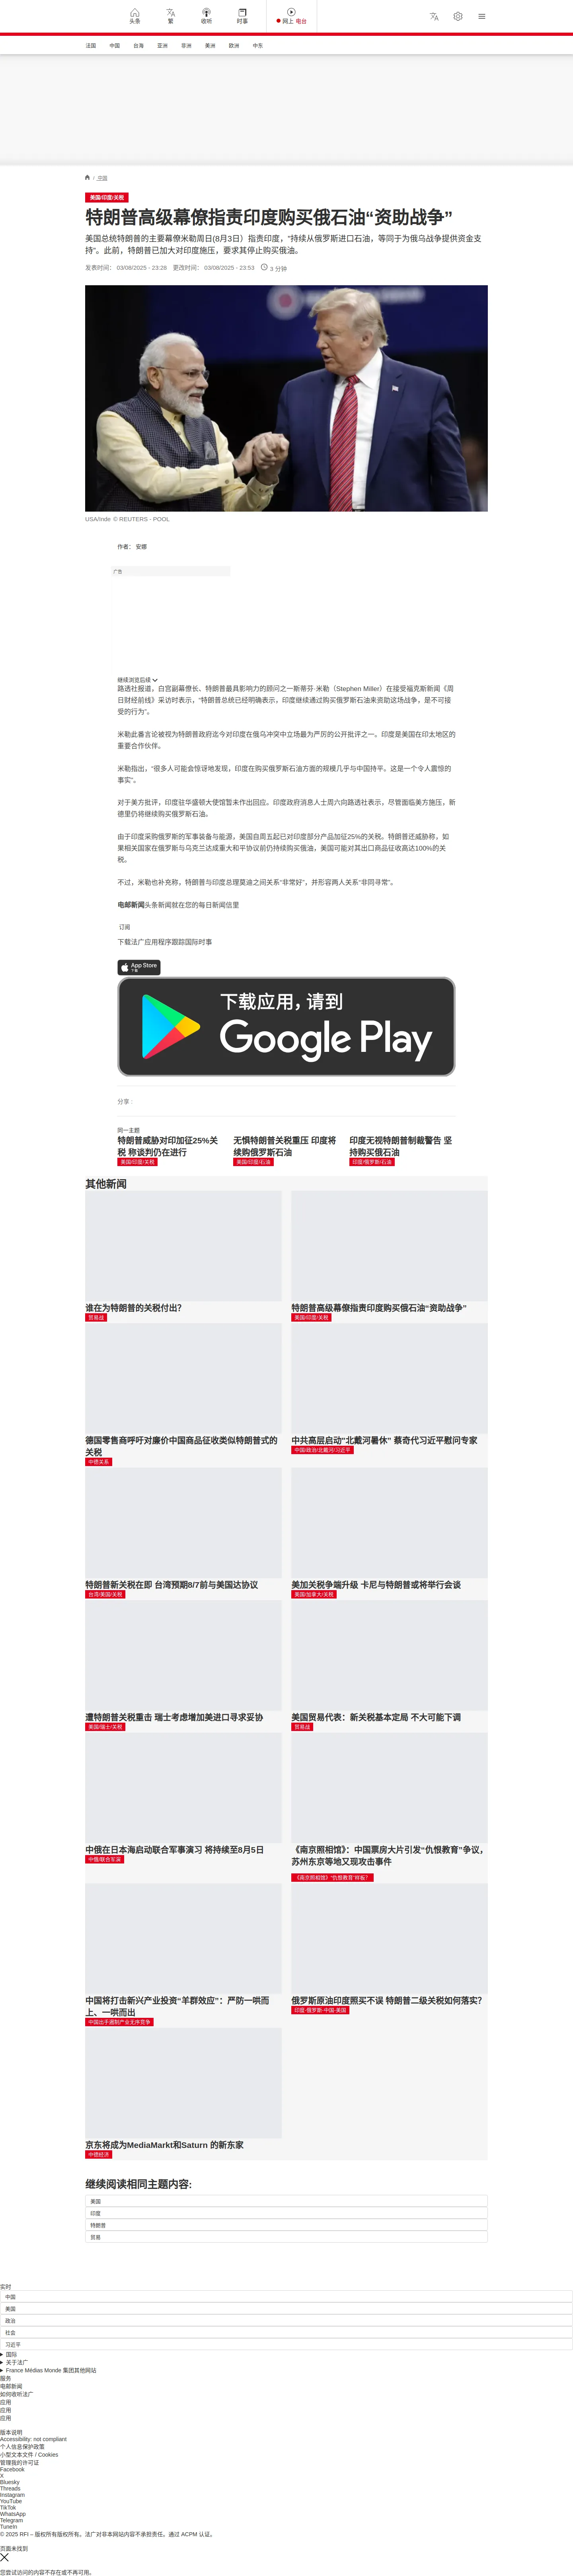 头条
繁
收听
时事
网上 电台
法国
中国
台海
亚洲
非洲
美洲
欧洲
中东
/ 中国
美国/印度/关税
特朗普高级幕僚指责印度购买俄石油“资助战争”
美国总统特朗普的主要幕僚米勒周日(8月3日）指责印度，“持续从俄罗斯进口石油，等同于为俄乌战争提供资金支
持”。此前，特朗普已加大对印度施压，要求其停止购买俄油。
发表时间： 03/08/2025 - 23:28 更改时间： 03/08/2025 - 23:53 3 分钟
USA/Inde © REUTERS - POOL
作者： 安娜
广告
继续浏览后续
路透社报道，白宫副幕僚长、特朗普最具影响力的顾问之一斯蒂芬·米勒（Stephen Miller）在接受福克斯新闻《周
日财经前线》采访时表示，“特朗普总统已经明确表示，印度继续通过购买俄罗斯石油来资助这场战争，是不可接
受的行为”。
米勒此番言论被视为特朗普政府迄今对印度在俄乌冲突中立场最为严厉的公开批评之一。印度是美国在印太地区的
重要合作伙伴。
米勒指出，“很多人可能会惊讶地发现，印度在购买俄罗斯石油方面的规模几乎与中国持平。这是一个令人震惊的
事实”。
对于美方批评，印度驻华盛顿大使馆暂未作出回应。印度政府消息人士周六向路透社表示，尽管面临美方施压，新
德里仍将继续购买俄罗斯石油。
由于印度采购俄罗斯的军事装备与能源，美国自周五起已对印度部分产品加征25%的关税。特朗普还威胁称，如
果相关国家在俄罗斯与乌克兰达成重大和平协议前仍持续购买俄油，美国可能对其出口商品征收高达100%的关
税。
不过，米勒也补充称，特朗普与印度总理莫迪之间关系“非常好”，并形容两人关系“非同寻常”。
电邮新闻头条新闻就在您的每日新闻信里
订阅
下载法广应用程序跟踪国际时事
App Store
下载
下载应用，请到
Google Play
分享 :
同一主题
特朗普威胁对印加征25%关
税 称谈判仍在进行
美国/印度/关税
无惧特朗普关税重压 印度将
续购俄罗斯石油
美国/印度/石油
印度无视特朗普制裁警告 坚
持购买俄石油
印度/俄罗斯/石油
其他新闻
谁在为特朗普的关税付出？
贸易战
特朗普高级幕僚指责印度购买俄石油“资助战争”
美国/印度/关税
德国零售商呼吁对廉价中国商品征收类似特朗普式的
关税
中德关系
中共高层启动“北戴河暑休” 蔡奇代习近平慰问专家
中国/政治/北戴河/习近平
特朗普新关税在即 台湾预期8/7前与美国达协议
台湾/美国/关税
美加关税争端升级 卡尼与特朗普或将举行会谈
美国/加拿大/关税
遭特朗普关税重击 瑞士考虑增加美进口寻求妥协
美国/瑞士/关税
美国贸易代表：新关税基本定局 不大可能下调
贸易战
中俄在日本海启动联合军事演习 将持续至8月5日
中俄/联合军演
《南京照相馆》：中国票房大片引发“仇恨教育”争议，
苏州东京等地又现攻击事件
《南京照相馆》“仇恨教育”样板？
中国将打击新兴产业投资“羊群效应”：严防一哄而
上、一哄而出
中国出手遏制产业无序竞争
俄罗斯原油印度照买不误 特朗普二级关税如何落实？
印度-俄罗斯-中国-美国
京东将成为MediaMarkt和Saturn 的新东家
中德经济
继续阅读相同主题内容:
美国
印度
特朗普
贸易
实时
中国
美国
政治
社会
习近平
国际
关于法广
France Médias Monde 集团其他网站
服务
电邮新闻
如何收听法广
应用
应用
应用
版本说明
Accessibility: not compliant
个人信息保护政策
小型文本文件 / Cookies
管理我的许可证
Facebook
X
Bluesky
Threads
Instagram
YouTube
TikTok
WhatsApp
Telegram
TuneIn
© 2025 RFI – 版权所有版权所有。法广对非本网站内容不承担责任。通过 ACPM 认证。
页面未找到
您尝试访问的内容不存在或不再可用。